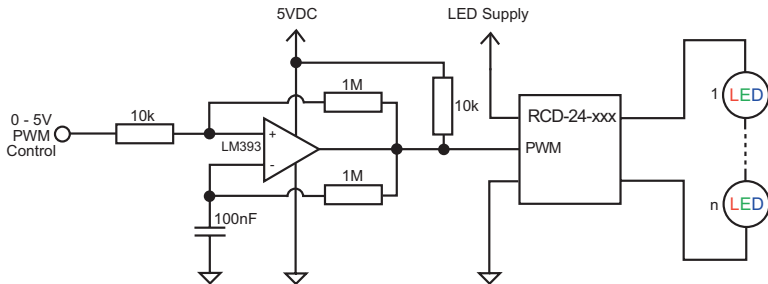 5VDC
LED Supply
1M
10k
0 - 5V
PWM
Control
10k
+
LM393
-
1M
100nF
RCD-24-xxx
PWM
1
LED
n
LED